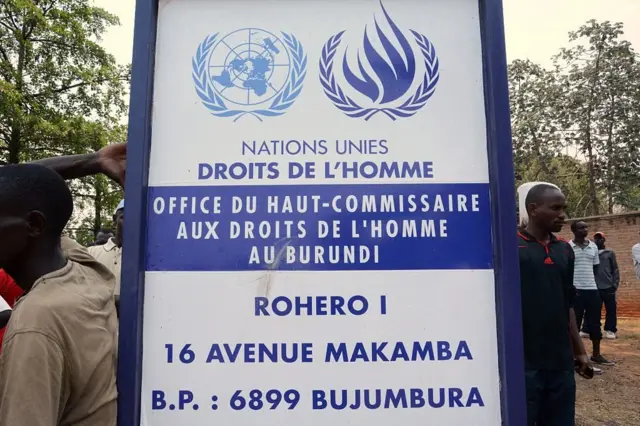 NATIONS UNIES
DROITS DE L'HOMME
OFFICE DU HAUT-COMMISSAIRE
AUX DROITS DE L'HOMME
AU BURUNDI
ROHERO I
16 AVENUE MAKAMBA
B.P. : 6899 BUJUMBURA